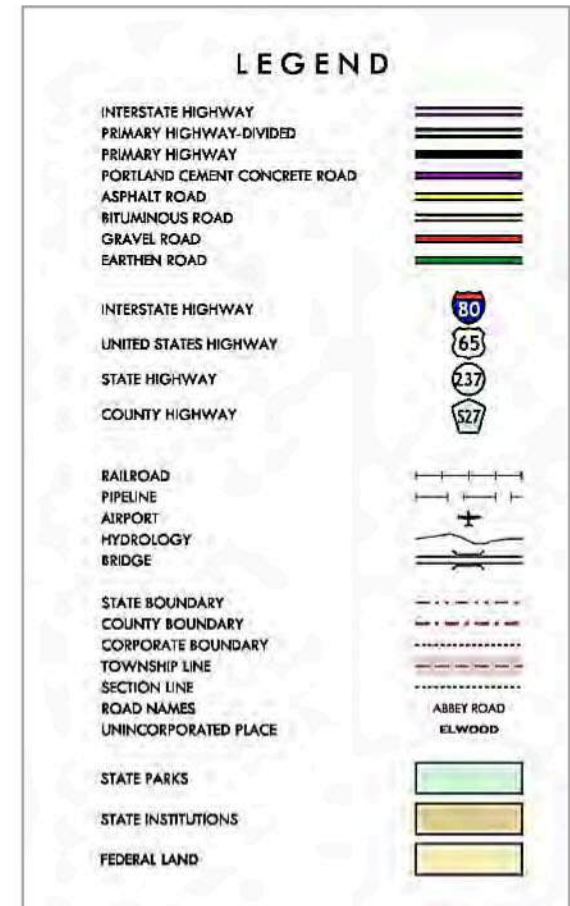 LEGEND
INTERSTATE HIGHWAY
PRIMARY HIGHWAY-DIVIDED
PRIMARY HIGHWAY
PORTLAND CEMENT CONCRETE ROAD
ASPHALT ROAD
BITUMINOUS ROAD
GRAVEL ROAD
EARTHEN ROAD
INTERSTATE HIGHWAY 80
UNITED STATES HIGHWAY 65
STATE HIGHWAY 237
COUNTY HIGHWAY 527
RAILROAD
PIPELINE
AIRPORT
HYDROLOGY
BRIDGE
STATE BOUNDARY
COUNTY BOUNDARY
CORPORATE BOUNDARY
TOWNSHIP LINE
SECTION LINE
ROAD NAMES ABBEY ROAD
UNINCORPORATED PLACE ELWOOD
STATE PARKS
STATE INSTITUTIONS
FEDERAL LAND